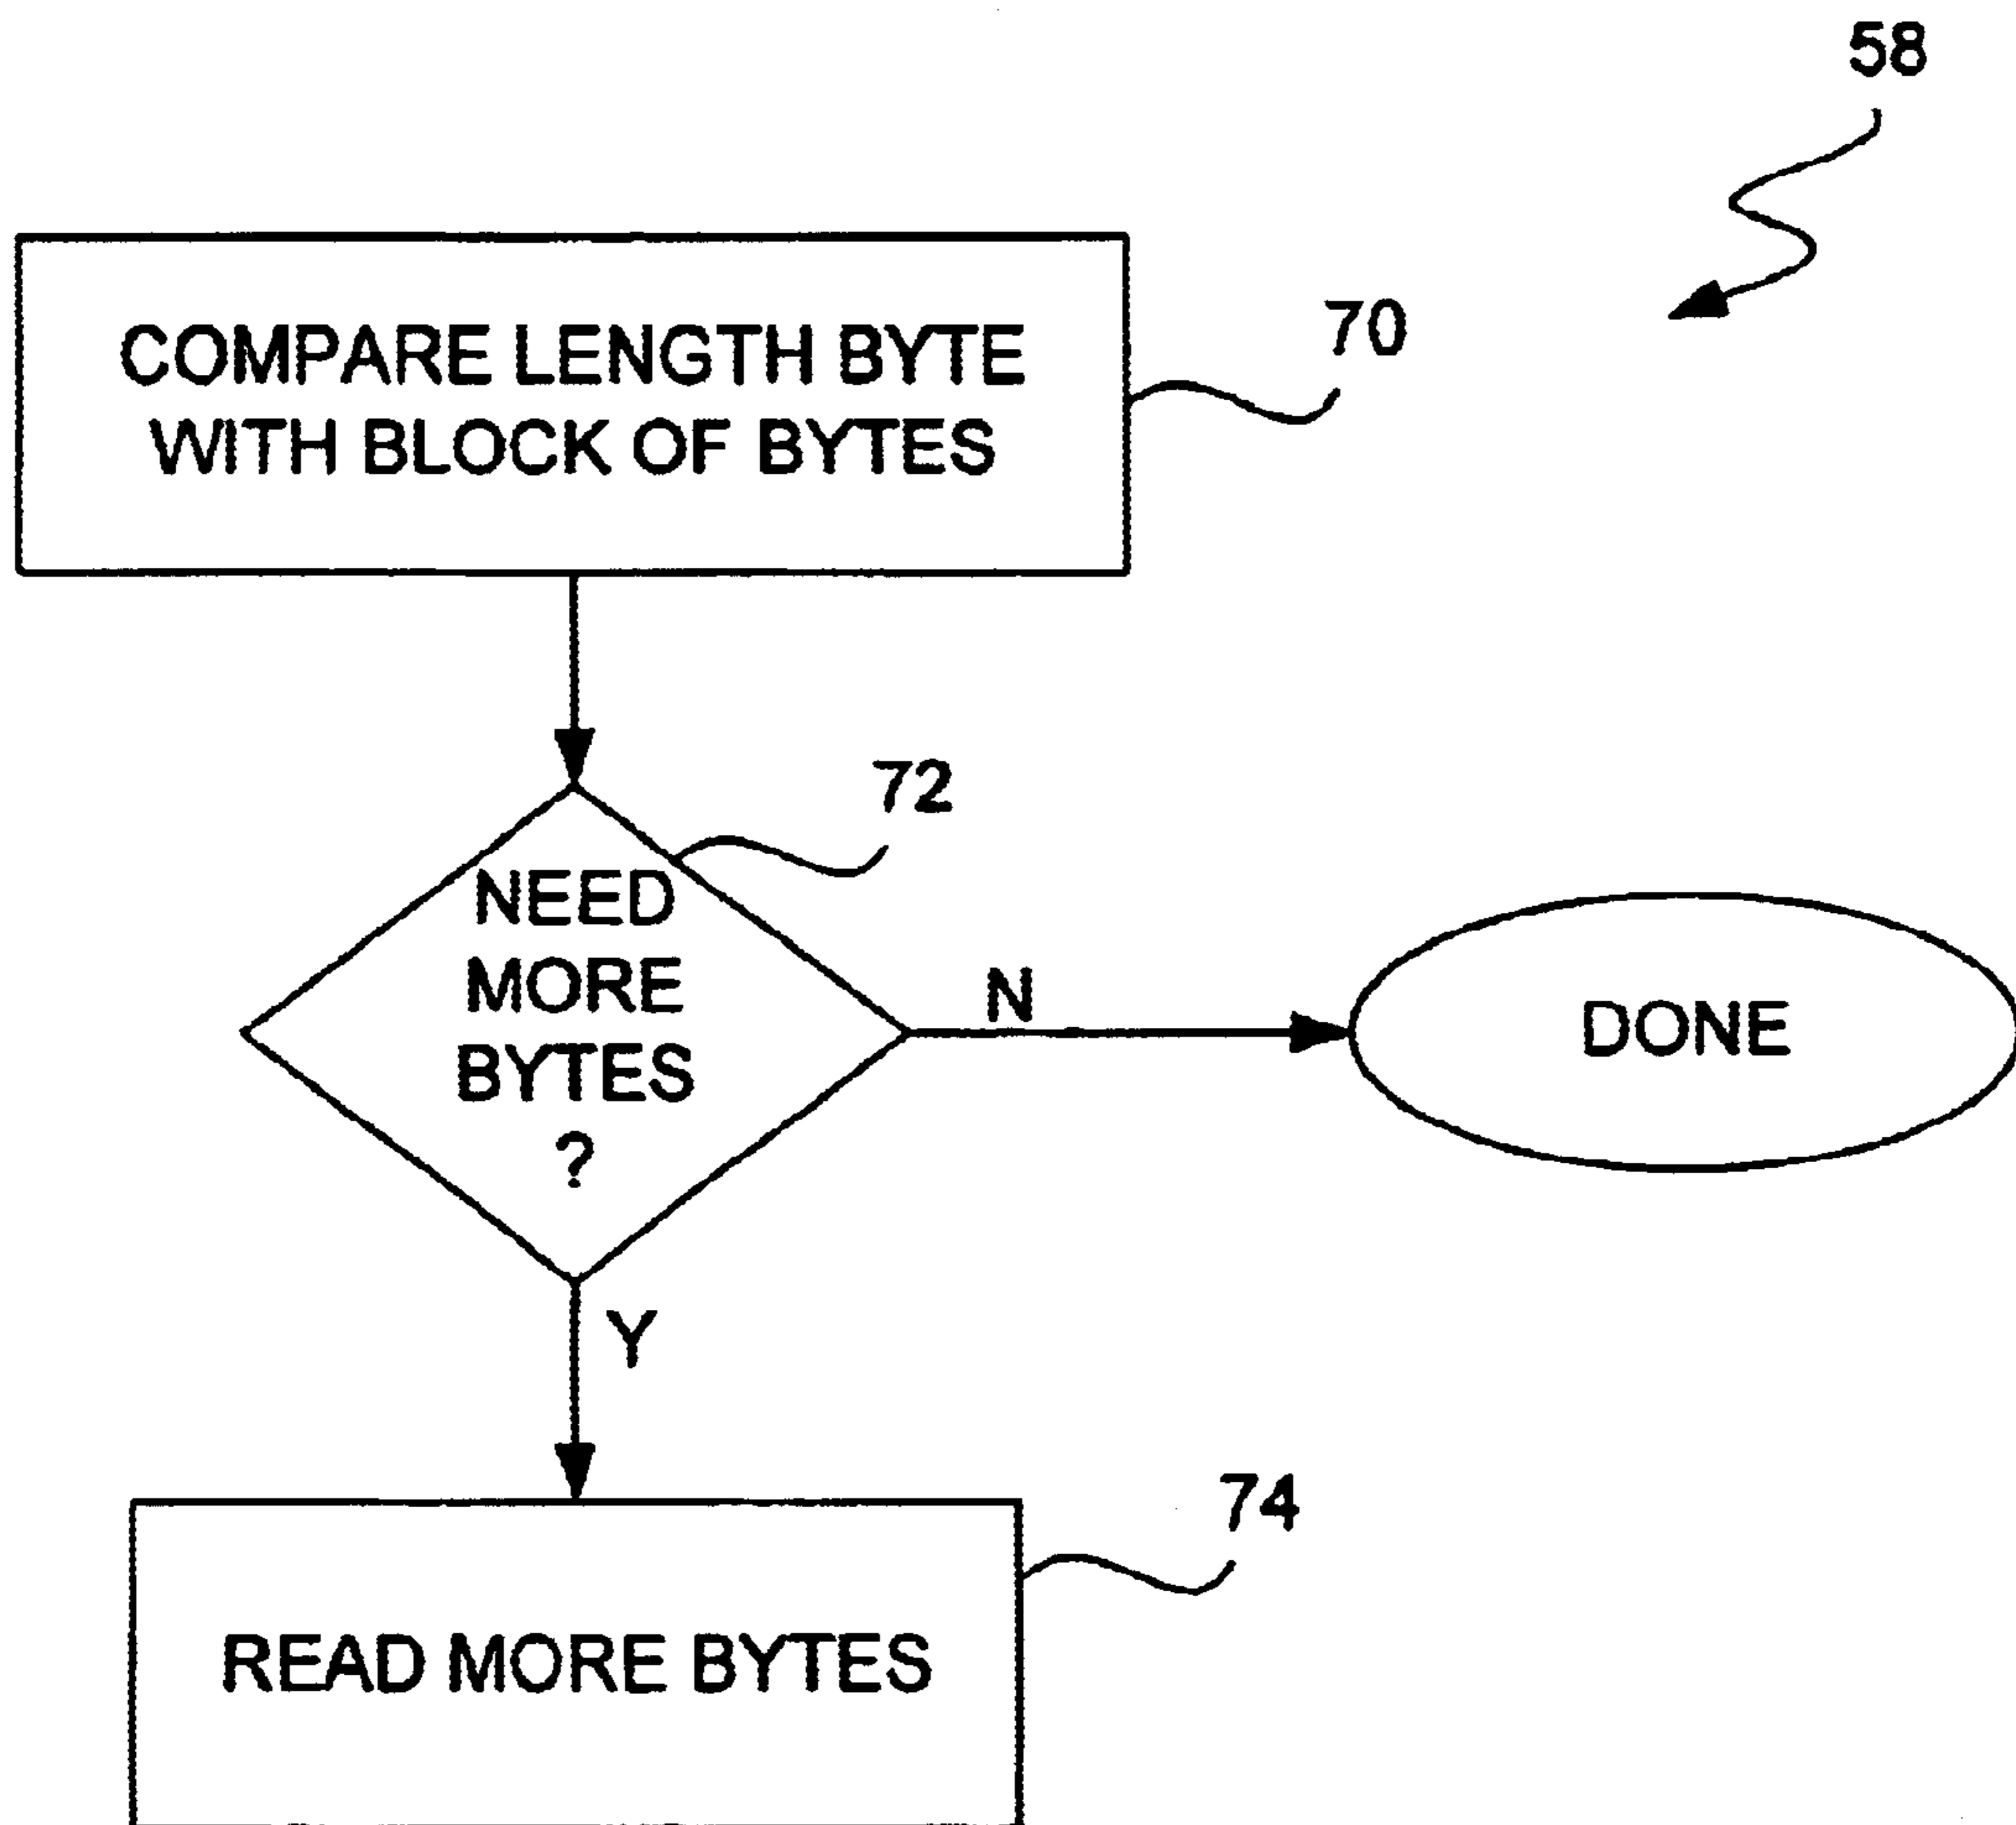 58
COMPARE LENGTH BYTE
WITH BLOCK OF BYTES
70
72
NEED
MORE
BYTES
?
N
DONE
Y
74
READ MORE BYTES